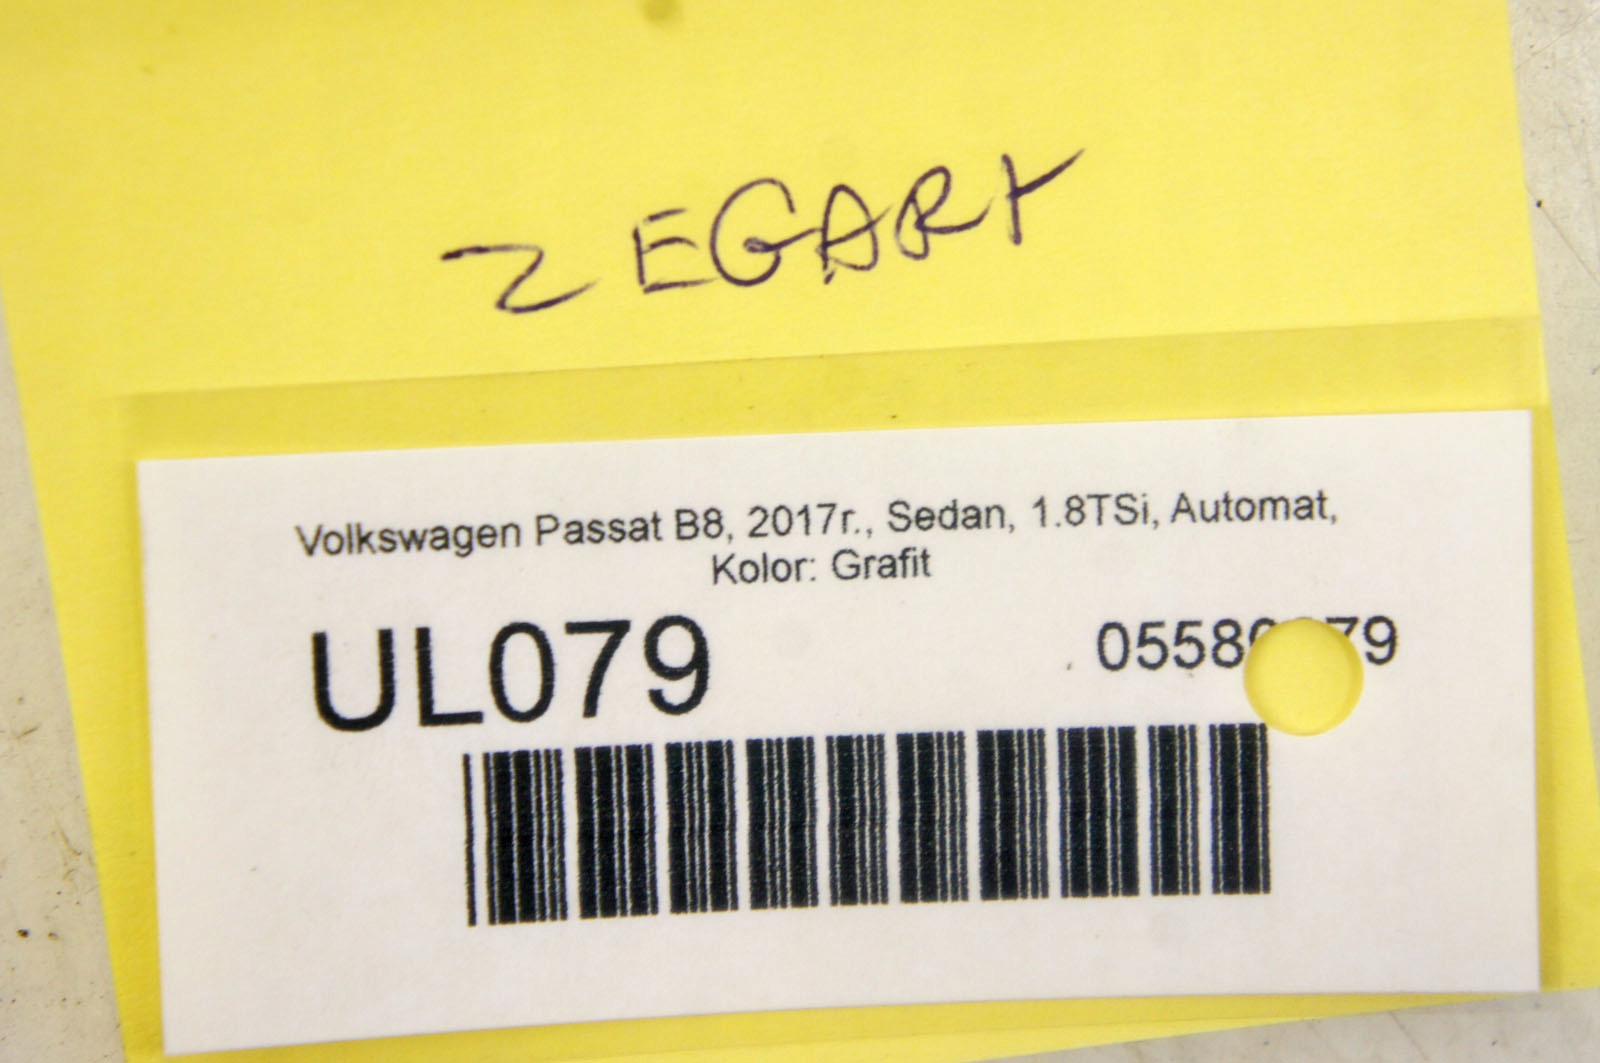 ZEGARY
Volkswagen Passat B8, 2017r., Sedan, 1.8TSi, Automat,
Kolor: Grafit
UL079